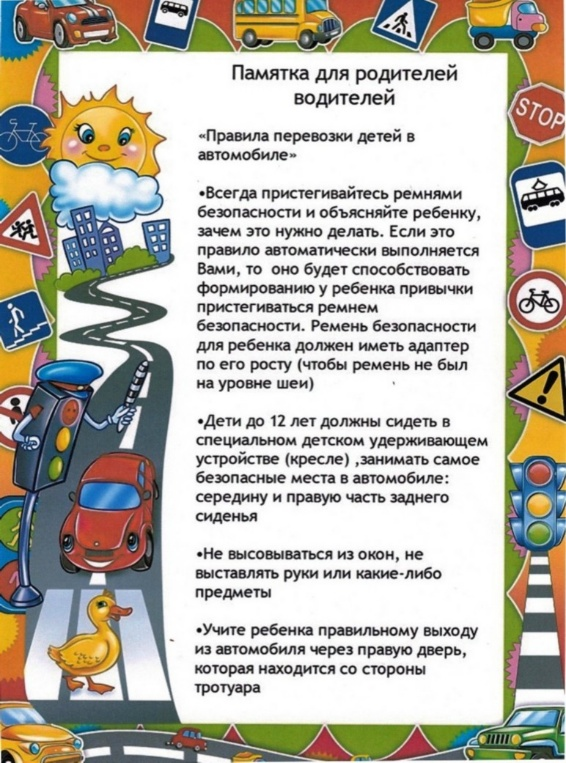 Памятка для родителей
водителей
«Правила перевозки детей в
автомобиле»
•Всегда пристегивайтесь ремнями
безопасности и объясняйте ребенку,
зачем это нужно делать. Если это
правило автоматически выполняется
Вами, то оно будет способствовать
формированию у ребенка привычки
пристегиваться ремнем
безопасности. Ремень безопасности
для ребенка должен иметь адаптер
по его росту (чтобы ремень не был
на уровне шеи)
•Дети до 12 лет должны сидеть в
специальном детском удерживающем
устройстве (кресле) ,занимать самое
безопасные места в автомобиле:
середину и правую часть заднего
сиденья
•Не высовываться из окон, не
выставлять руки или какие-либо
предметы
•Учите ребенка правильному выходу
из автомобиля через правую дверь,
которая находится со стороны
тротуара
STOP